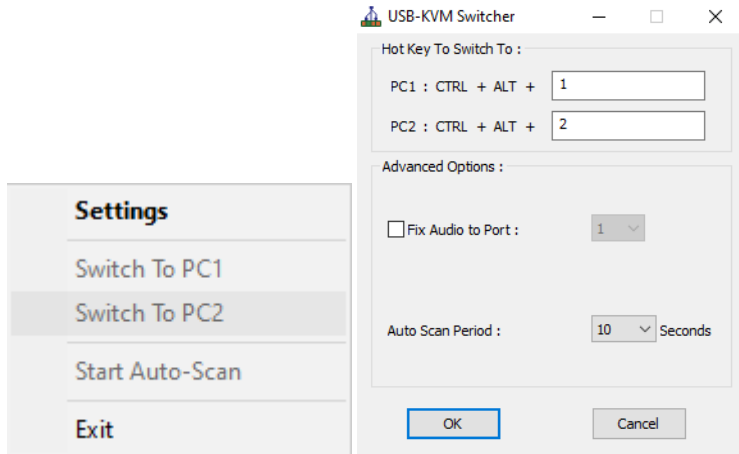 Settings
Switch To PC1
Switch To PC2
Start Auto-Scan
Exit
USB-KVM Switcher
Hot Key To Switch To :
PC1 : CTRL + ALT + 1
PC2 : CTRL + ALT + 2
Advanced Options :
Fix Audio to Port : 1
Auto Scan Period : 10 Seconds
OK Cancel